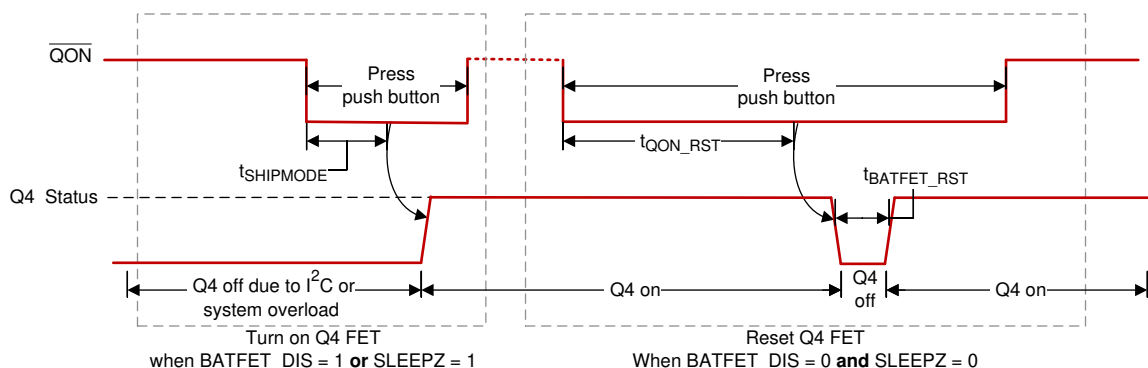 QON
Press
push button
Press
push button
tSHIPMODE
tQON_RST
tBATFET_RST
Q4 Status
Q4 off due to I²C or
system overload
Q4 on
Q4
off
Q4 on
Turn on Q4 FET
when BATFET DIS = 1 or SLEEPZ = 1
Reset Q4 FET
When BATFET DIS = 0 and SLEEPZ = 0